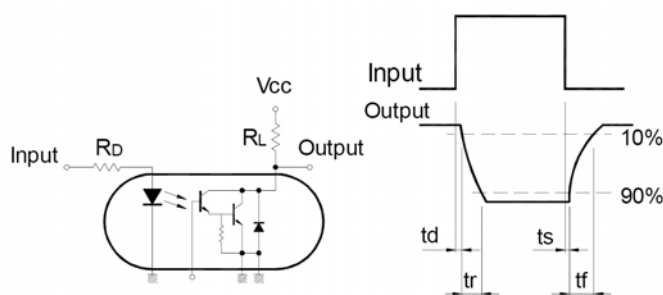 Vcc
RL
Input
RD
Output
Input
Output
10%
90%
td
ts
tr
tf